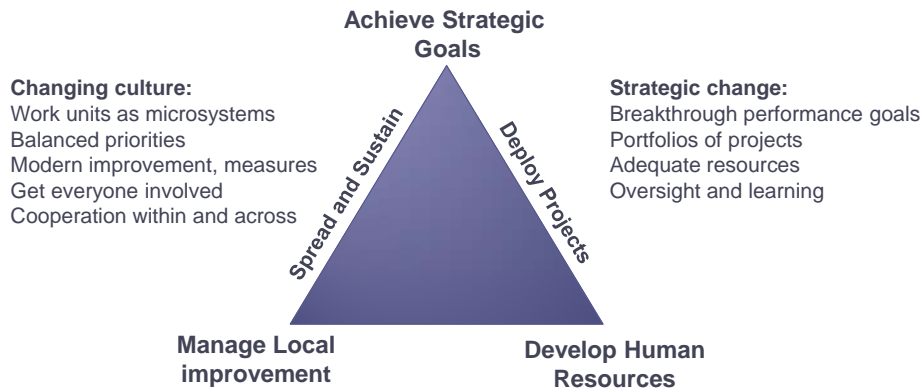 Achieve Strategic
Goals
Changing culture:
Work units as microsystems
Balanced priorities
Modern improvement, measures
Get everyone involved
Cooperation within and across
Spread and Sustain
Deploy Projects
Strategic change:
Breakthrough performance goals
Portfolios of projects
Adequate resources
Oversight and learning
Manage Local
improvement
Develop Human
Resources